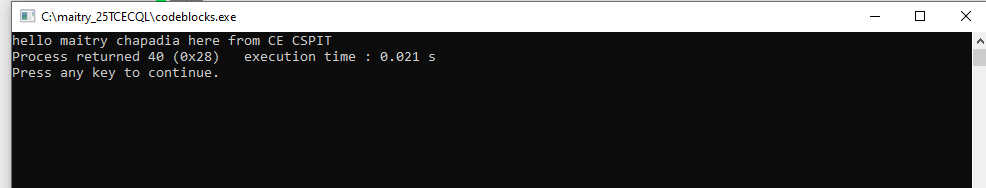 C:\maitry_25TCECQL\codeblocks.exe
hello maitry chapadia here from CE CSPIT
Process returned 40 (0x28)   execution time : 0.021 s
Press any key to continue.